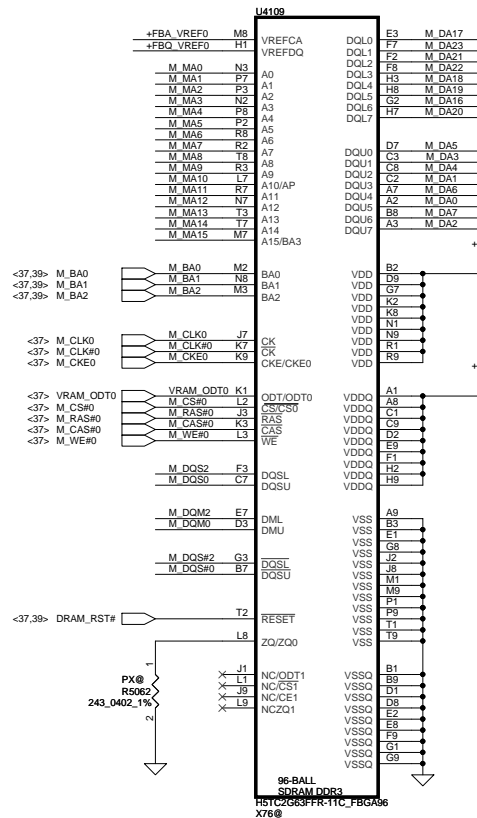 U4109
+FBA_VREF0 M8 VREFCA DQL0 E3 M_DA17
+FBQ_VREF0 H1 VREFDQ DQL1 F7 M_DA23
DQL2 F2 M_DA21
M_MA0 N3 A0 DQL3 F8 M_DA22
M_MA1 P7 A1 DQL4 H3 M_DA18
M_MA2 P3 A2 DQL5 H8 M_DA19
M_MA3 N2 A3 DQL6 G2 M_DA16
M_MA4 P8 A4 DQL7 H7 M_DA20
M_MA5 P2 A5
M_MA6 R8 A6
M_MA7 R2 A7 DQU0 D7 M_DA5
M_MA8 T8 A8 DQU1 C3 M_DA3
M_MA9 R3 A9 DQU2 C8 M_DA4
M_MA10 L7 A10/AP DQU3 C2 M_DA1
M_MA11 R7 A11 DQU4 A7 M_DA6
M_MA12 N7 A12 DQU5 A2 M_DA0
M_MA13 T3 A13 DQU6 B8 M_DA7
M_MA14 T7 A14 DQU7 A3 M_DA2
M_MA15 M7 A15/BA3
+
<37,39> M_BA0 M_BA0 M2 BA0 VDD B2
<37,39> M_BA1 M_BA1 N8 BA1 VDD D9
<37,39> M_BA2 M_BA2 M3 BA2 VDD G7
VDD K2
VDD K8
VDD N1
<37> M_CLK0 M_CLK0 J7 CK VDD N9
<37> M_CLK#0 M_CLK#0 K7 CK VDD R1
<37> M_CKE0 M_CKE0 K9 CKE/CKE0 VDD R9
+
<37> VRAM_ODT0 VRAM_ODT0 K1 ODT/ODT0 VDDQ A1
<37> M_CS#0 M_CS#0 L2 CS/CS0 VDDQ A8
<37> M_RAS#0 M_RAS#0 J3 RAS VDDQ C1
<37> M_CAS#0 M_CAS#0 K3 CAS VDDQ C9
<37> M_WE#0 M_WE#0 L3 WE VDDQ D2
VDDQ E9
VDDQ F1
M_DQS2 F3 DQSL VDDQ H2
M_DQS0 C7 DQSU VDDQ H9
M_DQM2 E7 DML VSS A9
M_DQM0 D3 DMU VSS B3
VSS E1
VSS G8
M_DQS#2 G3 DQSL VSS J2
M_DQS#0 B7 DQSU VSS J8
VSS M1
VSS M9
VSS P1
<37,39> DRAM_RST# T2 RESET VSS P9
VSS T1
L8 ZQ/ZQ0 VSS T9
J1 NC/ODT1 VSSQ B1
L1 NC/CS1 VSSQ B9
J9 NC/CE1 VSSQ D1
L9 NCZQ1 VSSQ D8
VSSQ E2
VSSQ E8
VSSQ F9
VSSQ G1
VSSQ G9
1
PX@
R5062
243_0402_1%
2
96-BALL
SDRAM DDR3
H5TC2G63FFR-11C_FBGA96
X76@